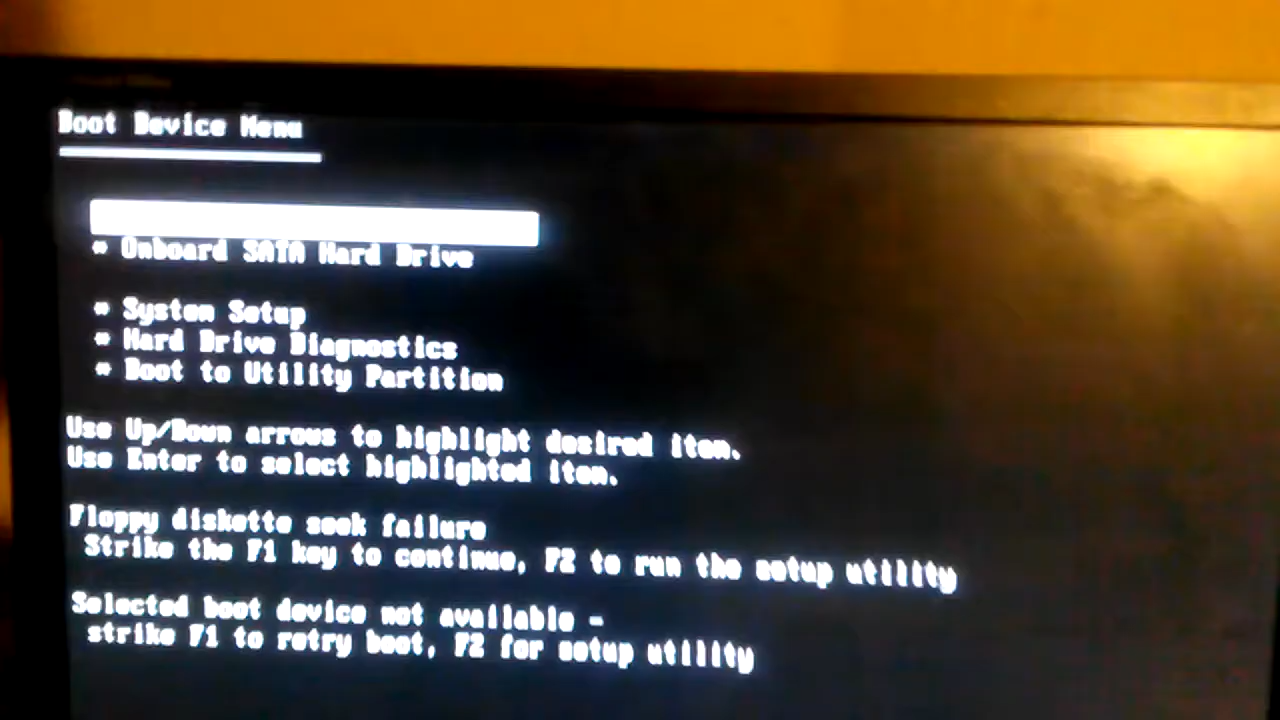 Boot Device Menu
* Onboard SATA Hard Drive
* System Setup
* Hard Drive Diagnostics
* Boot to Utility Partition
Use Up/Down arrows to highlight desired item.
Use Enter to select highlighted item.
Floppy diskette seek failure
Strike the F1 key to continue, F2 to run the setup utility
Selected boot device not available -
strike F1 to retry boot, F2 for setup utility